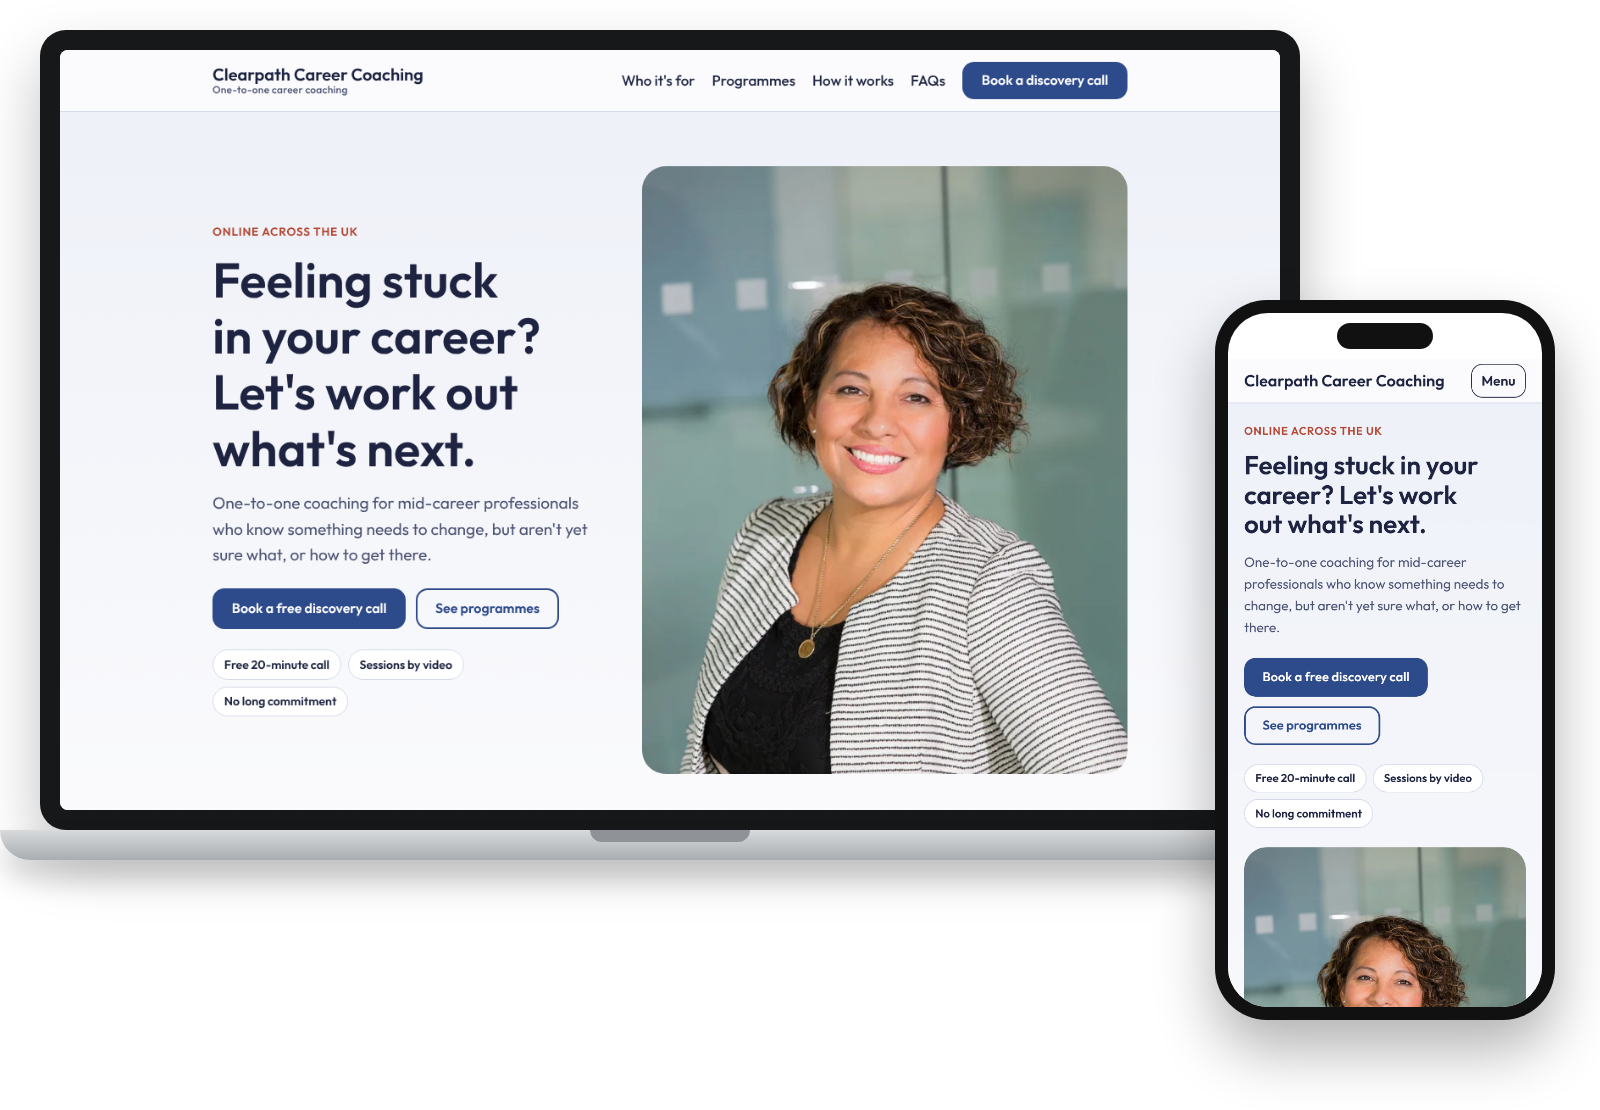 Clearpath Career Coaching
One-to-one career coaching
Who it's for Programmes How it works FAQs Book a discovery call
ONLINE ACROSS THE UK
Feeling stuck
in your career?
Let's work out
what's next.
One-to-one coaching for mid-career professionals
who know something needs to change, but aren't yet
sure what, or how to get there.
Book a free discovery call See programmes
Free 20-minute call Sessions by video
No long commitment
Clearpath Career Coaching Menu
ONLINE ACROSS THE UK
Feeling stuck in your
career? Let's work
out what's next.
One-to-one coaching for mid-career
professionals who know something needs to
change, but aren't yet sure what, or how to get
there.
Book a free discovery call
See programmes
Free 20-minute call Sessions by video
No long commitment